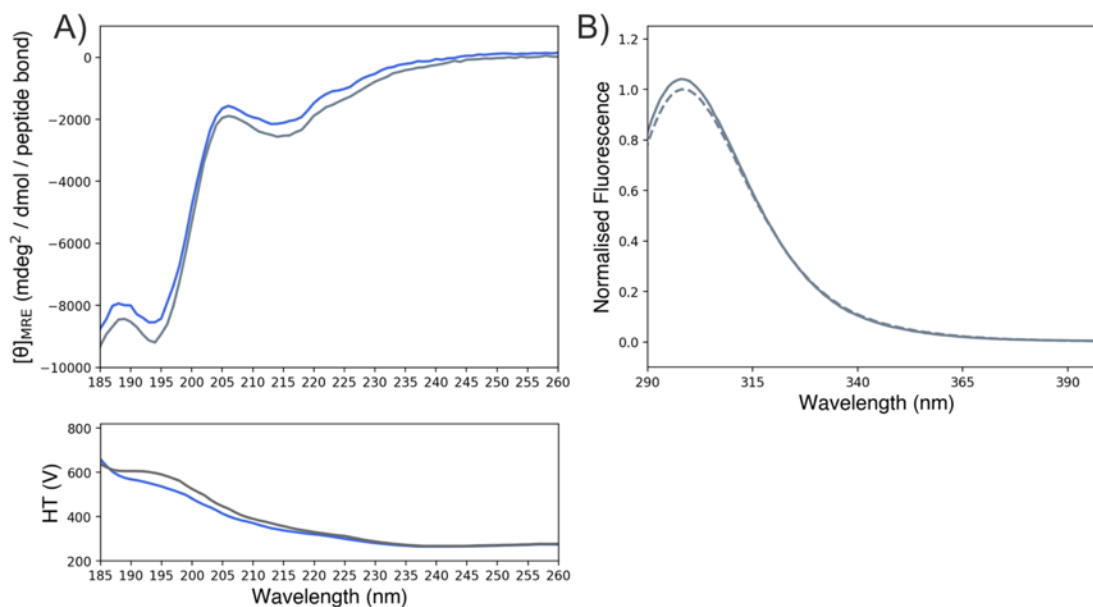 A)
[θ]MRE (mdeg² / dmol / peptide bond)
0
−2000
−4000
−6000
−8000
−10000
185 190 195 200 205 210 215 220 225 230 235 240 245 250 255 260
HT (V)
800
600
400
200
185 190 195 200 205 210 215 220 225 230 235 240 245 250 255 260
Wavelength (nm)
B)
Normalised Fluorescence
1.2
1.0
0.8
0.6
0.4
0.2
0.0
290 315 340 365 390
Wavelength (nm)